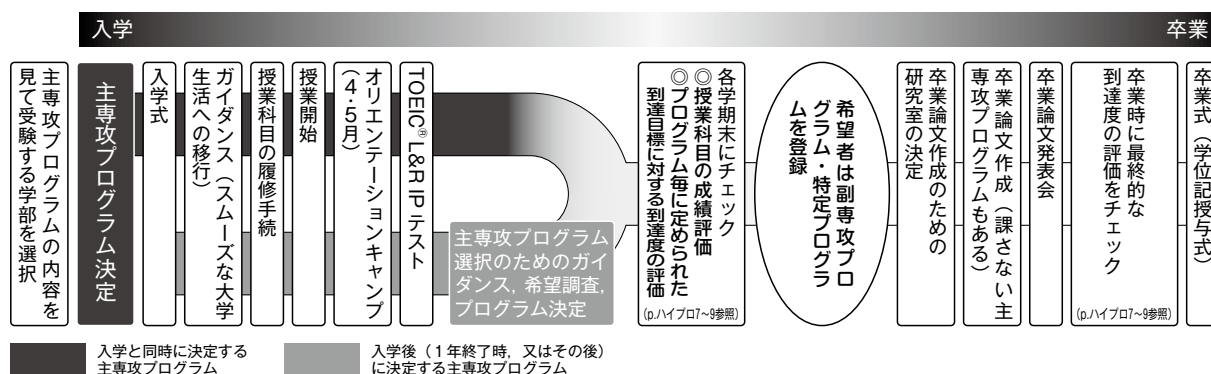 入学
卒業
主専攻プログラムの内容を
見て受験する学部を選択
主専攻プログラム決定
入学式
ガイダンス(スムーズな大学
生活への移行)
授業科目の履修手続
授業開始
オリエンテーションキャンプ
(4・5月)
TOEIC® L&R IP テスト
主専攻プログラム
選択のためのガイ
ダンス,希望調査,
プログラム決定
各学期末にチェック
◎授業科目の成績評価
◎プログラム毎に定められた
到達目標に対する到達度の評価
(p.ハイプロ7~9参照)
希望者は副専攻プロ
グラム・特定プログラ
ムを登録
卒業論文作成のための
研究室の決定
卒業論文作成(課さない主
専攻プログラムもある)
卒業論文発表会
卒業時に最終的な
到達度の評価をチェック
(p.ハイプロ7~9参照)
卒業式(学位記授与式)
入学と同時に決定する
主専攻プログラム
入学後(1年終了時,又はその後)
に決定する主専攻プログラム